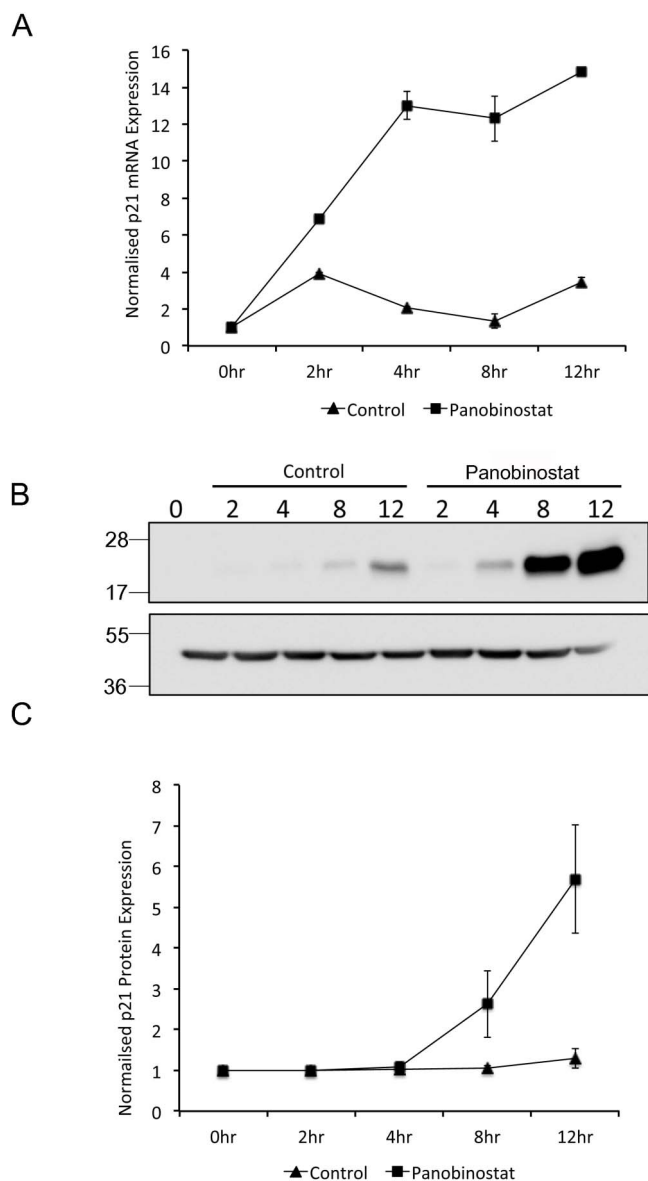 A
Normalised p21 mRNA Expression
16
14
12
10
8
6
4
2
0
0hr 2hr 4hr 8hr 12hr
Control Panobinostat
B
Control Panobinostat
0 2 4 8 12 2 4 8 12
28
17
55
36
C
Normailsed p21 Protein Expression
8
7
6
5
4
3
2
1
0
0hr 2hr 4hr 8hr 12hr
Control Panobinostat